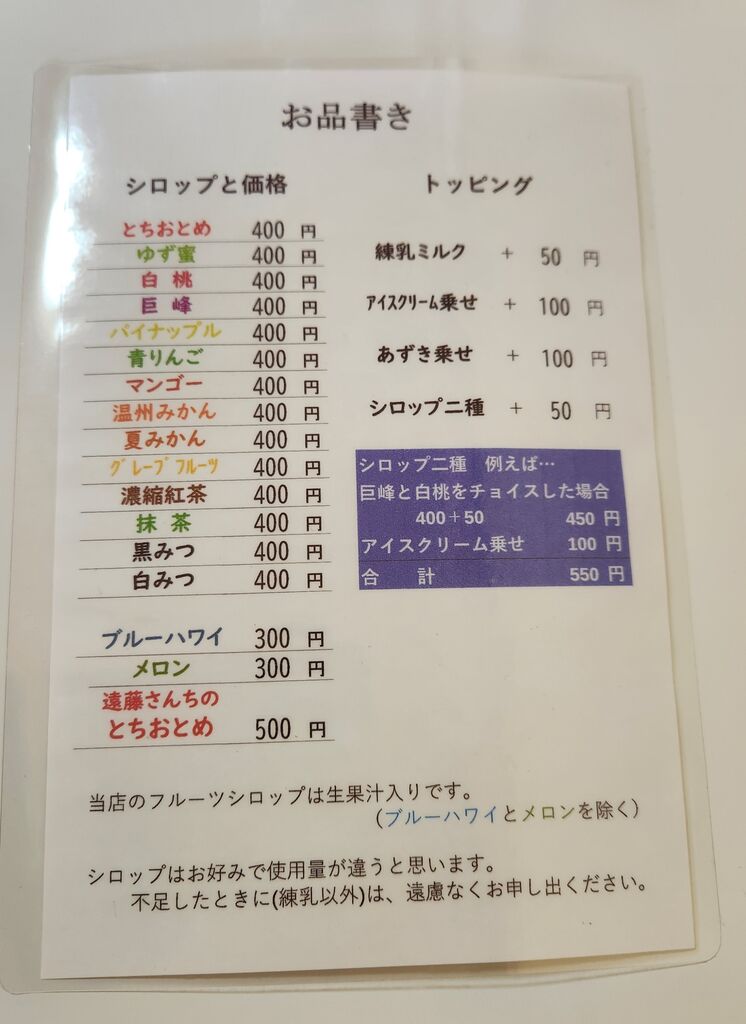 お品書き
シロップと価格
とちおとめ 400 円
ゆず蜜 400 円
白 桃 400 円
巨 峰 400 円
パイナップル 400 円
青りんご 400 円
マンゴー 400 円
温州みかん 400 円
夏みかん 400 円
グレープフルーツ 400 円
濃縮紅茶 400 円
抹 茶 400 円
黒みつ 400 円
白みつ 400 円
ブルーハワイ 300 円
メロン 300 円
遠藤さんちの
とちおとめ 500 円
トッピング
練乳ミルク + 50 円
アイスクリーム乗せ + 100 円
あずき乗せ + 100 円
シロップ二種 + 50 円
シロップ二種 例えば…
巨峰と白桃をチョイスした場合
400+50 450 円
アイスクリーム乗せ 100 円
合 計 550 円
当店のフルーツシロップは生果汁入りです。
(ブルーハワイとメロンを除く)
シロップはお好みで使用量が違うと思います。
不足したときに(練乳以外)は、遠慮なくお申し出ください。